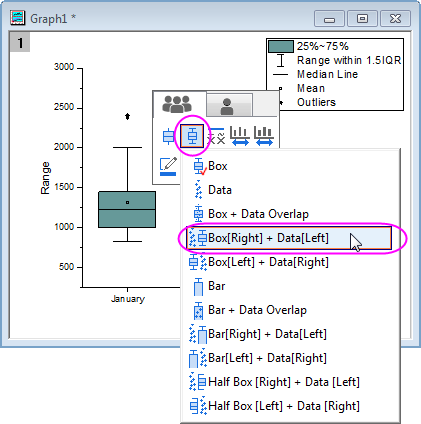 Graph1 *
1
25%~75%
Range within 1.5IQR
Median Line
Mean
Outliers
3000
2500
2000
1500
1000
500
Range
January
Box
Data
Box + Data Overlap
Box[Right] + Data[Left]
Box[Left] + Data[Right]
Bar
Bar + Data Overlap
Bar[Right] + Data[Left]
Bar[Left] + Data[Right]
Half Box [Right] + Data [Left]
Half Box [Left] + Data [Right]